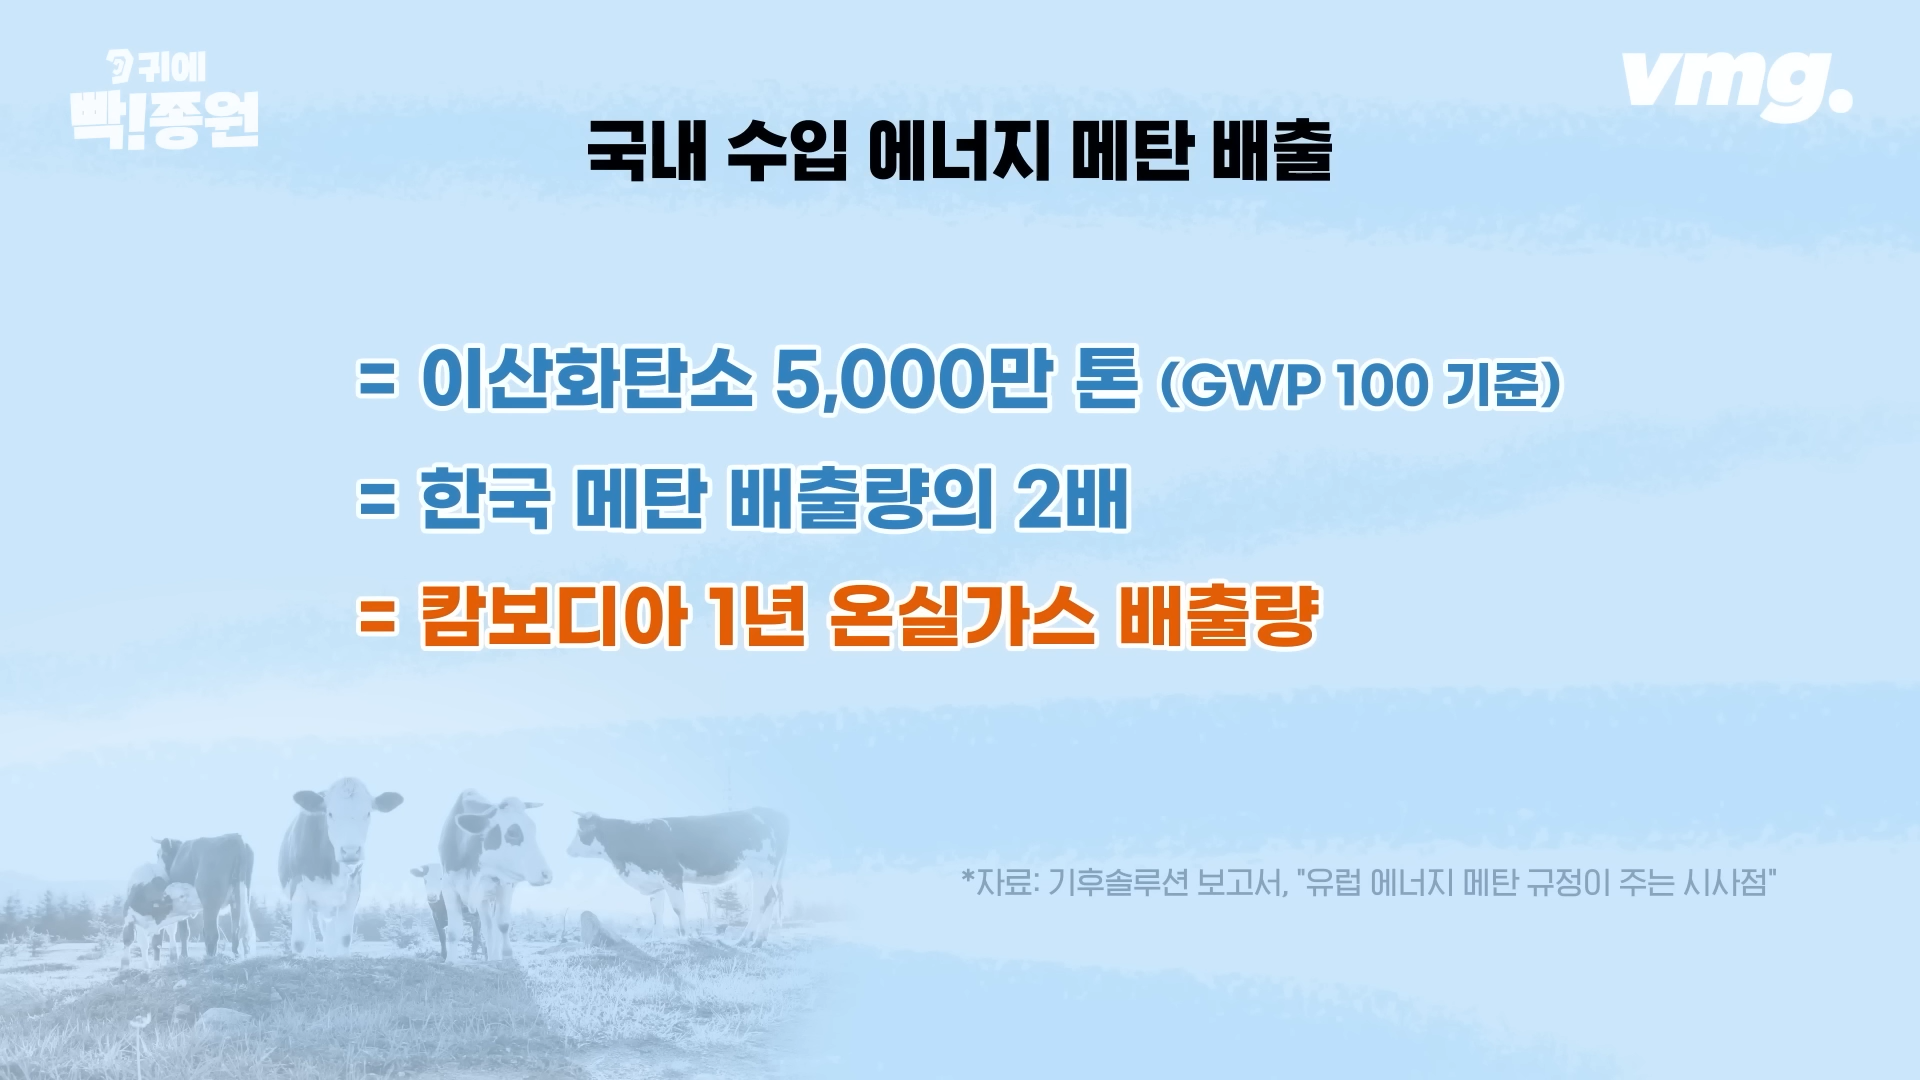 귀에
빡!종원
vmg.
국내 수입 에너지 메탄 배출
= 이산화탄소 5,000만 톤 (GWP 100 기준)
= 한국 메탄 배출량의 2배
= 캄보디아 1년 온실가스 배출량
*자료: 기후솔루션 보고서, "유럽 에너지 메탄 규정이 주는 시사점"